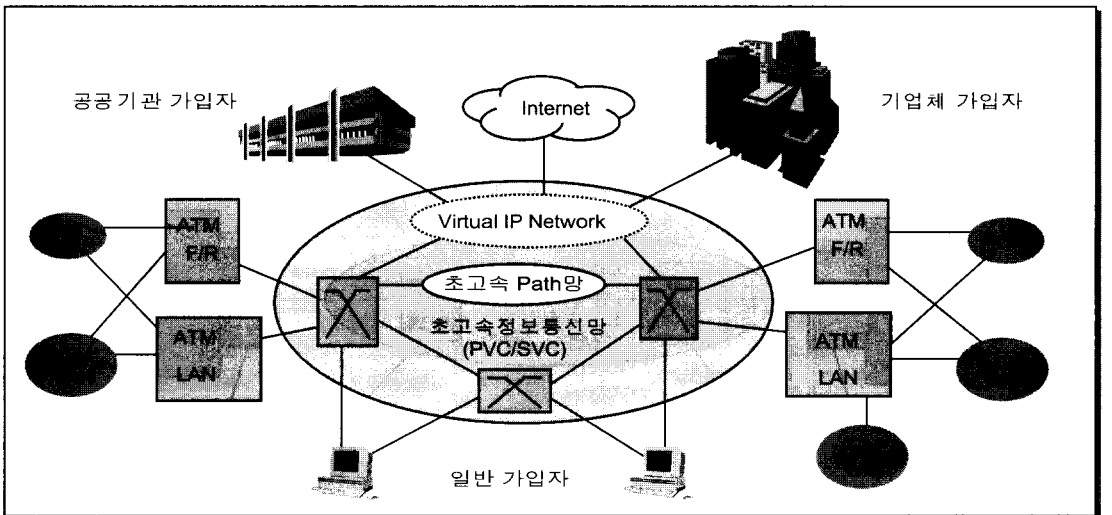 공공기관 가입자
Internet
기업체 가입자
Virtual IP Network
ATM
F/R
ATM
F/R
초고속 Path망
초고속정보통신망
(PVC/SVC)
ATM
LAN
ATM
LAN
일반 가입자